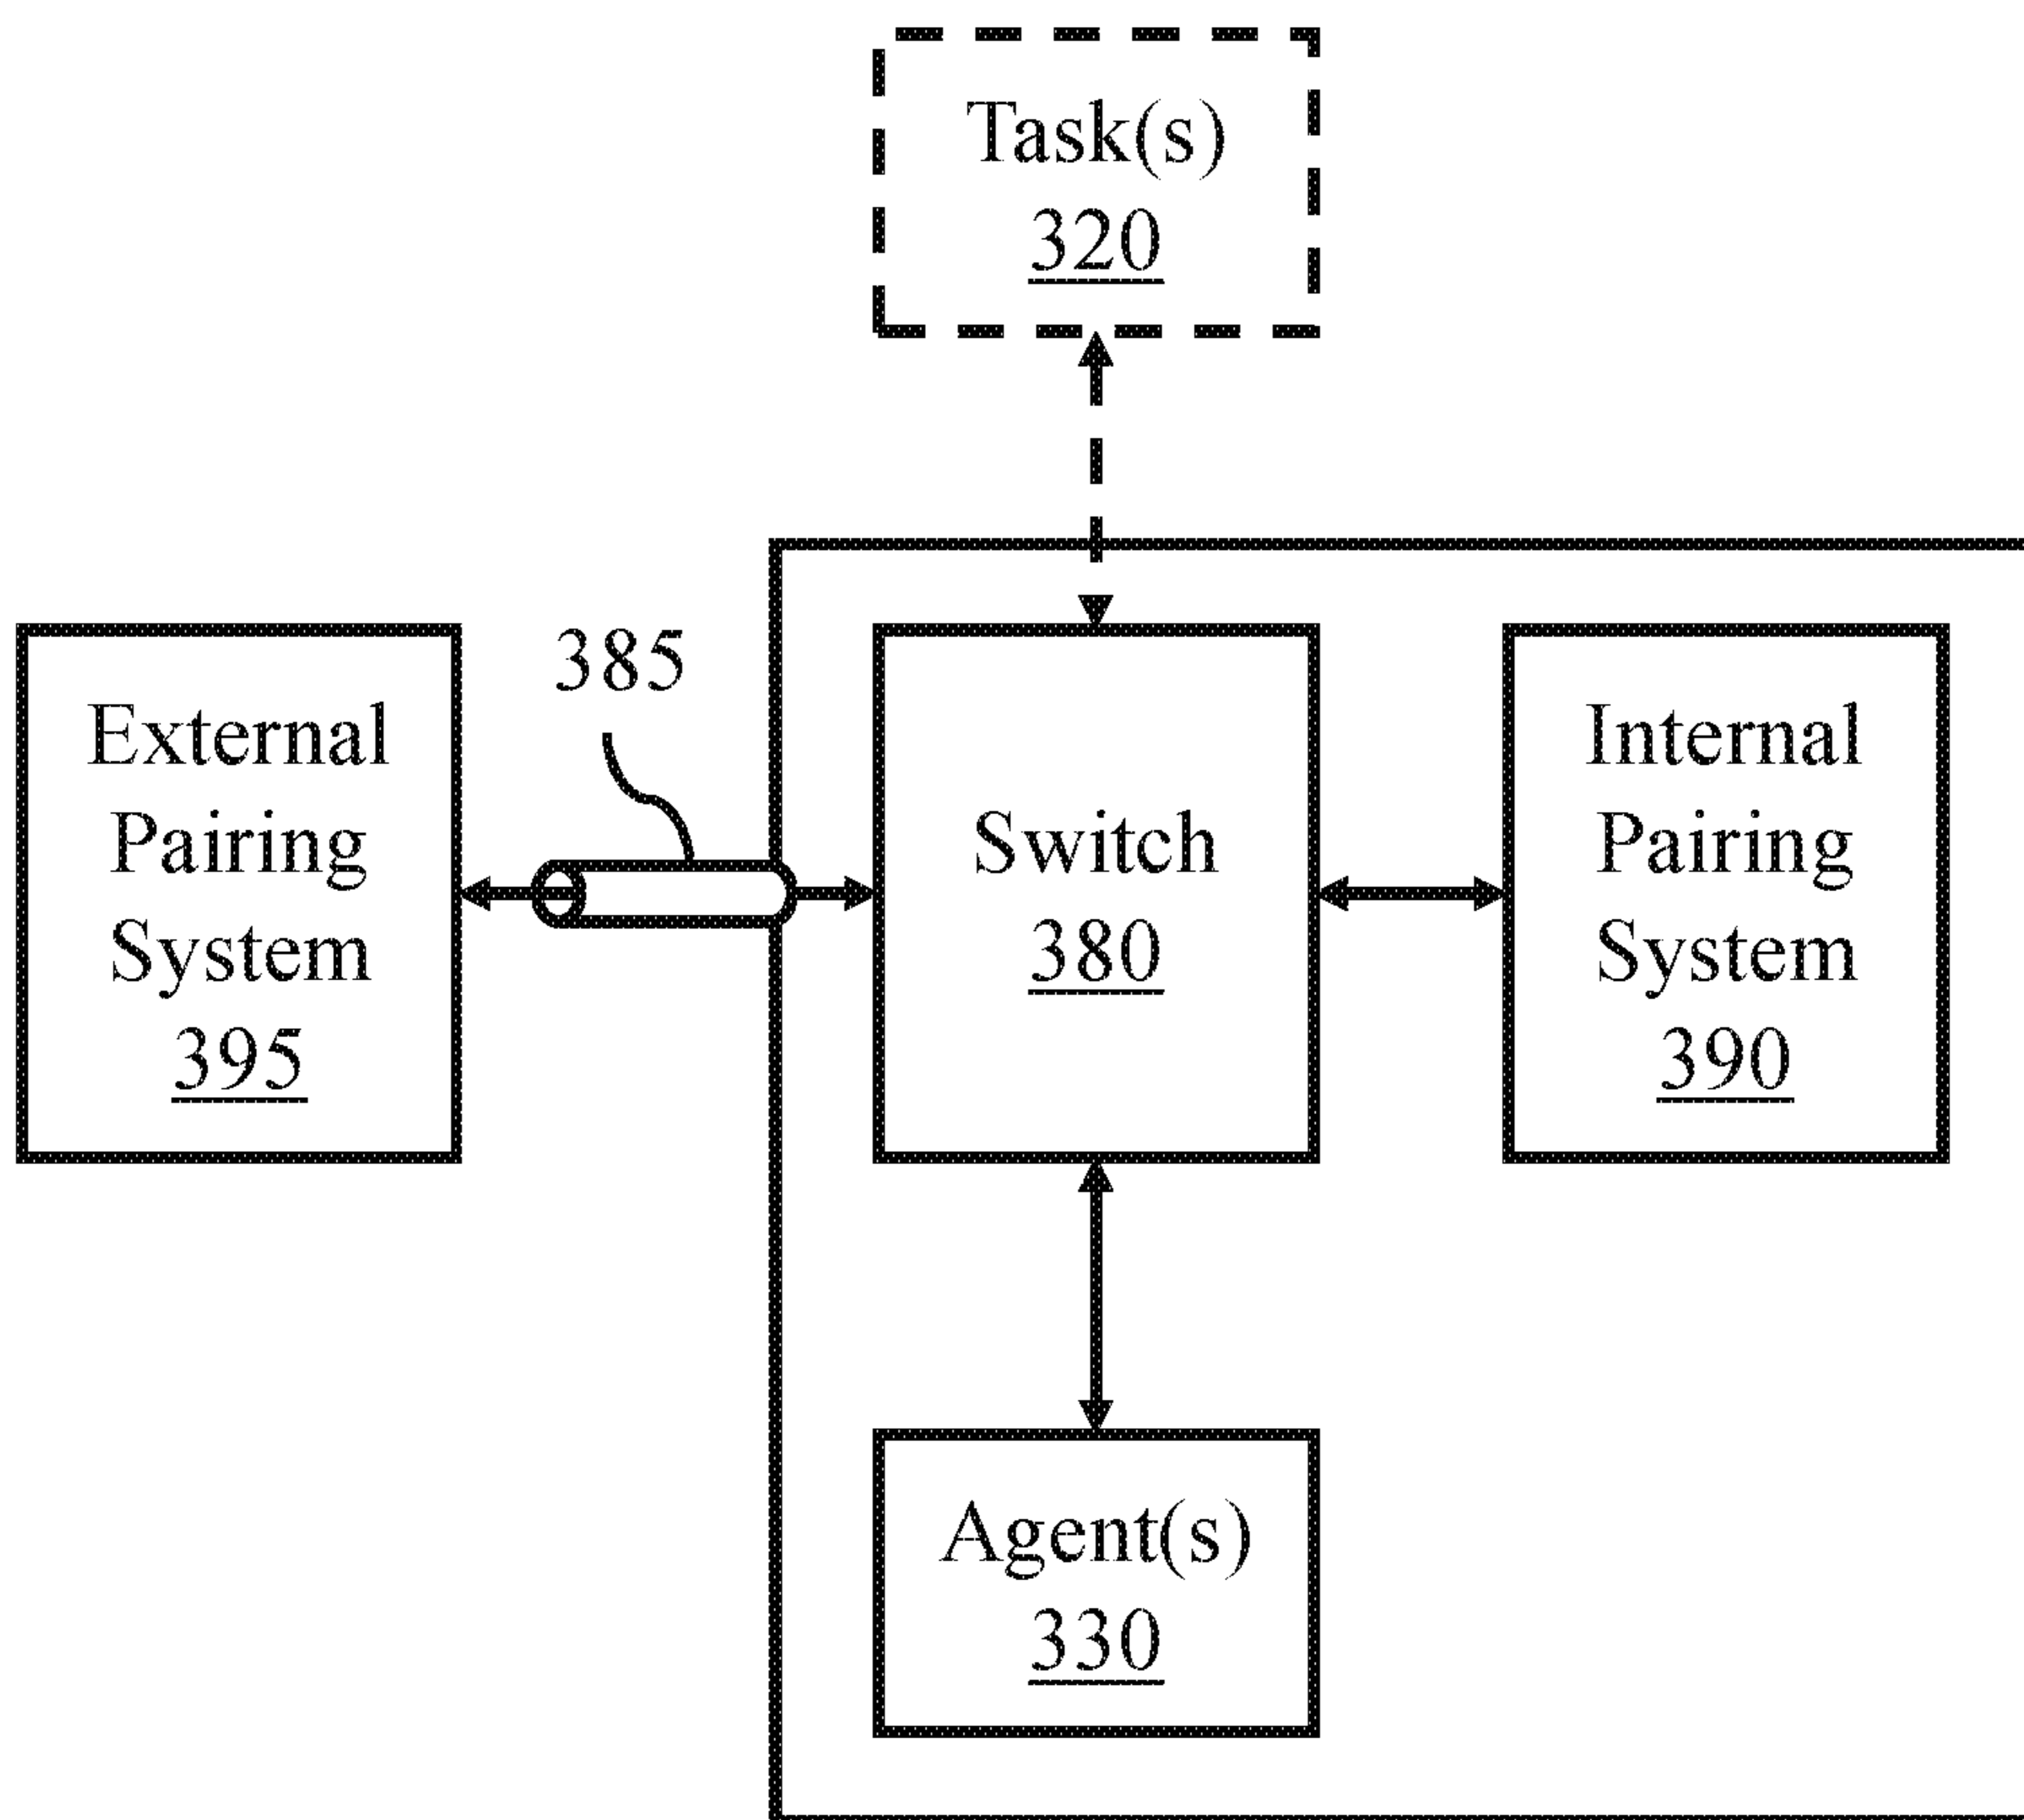 Task(s)
320
385
External
Pairing
System
395
Switch
380
Internal
Pairing
System
390
Agent(s)
330